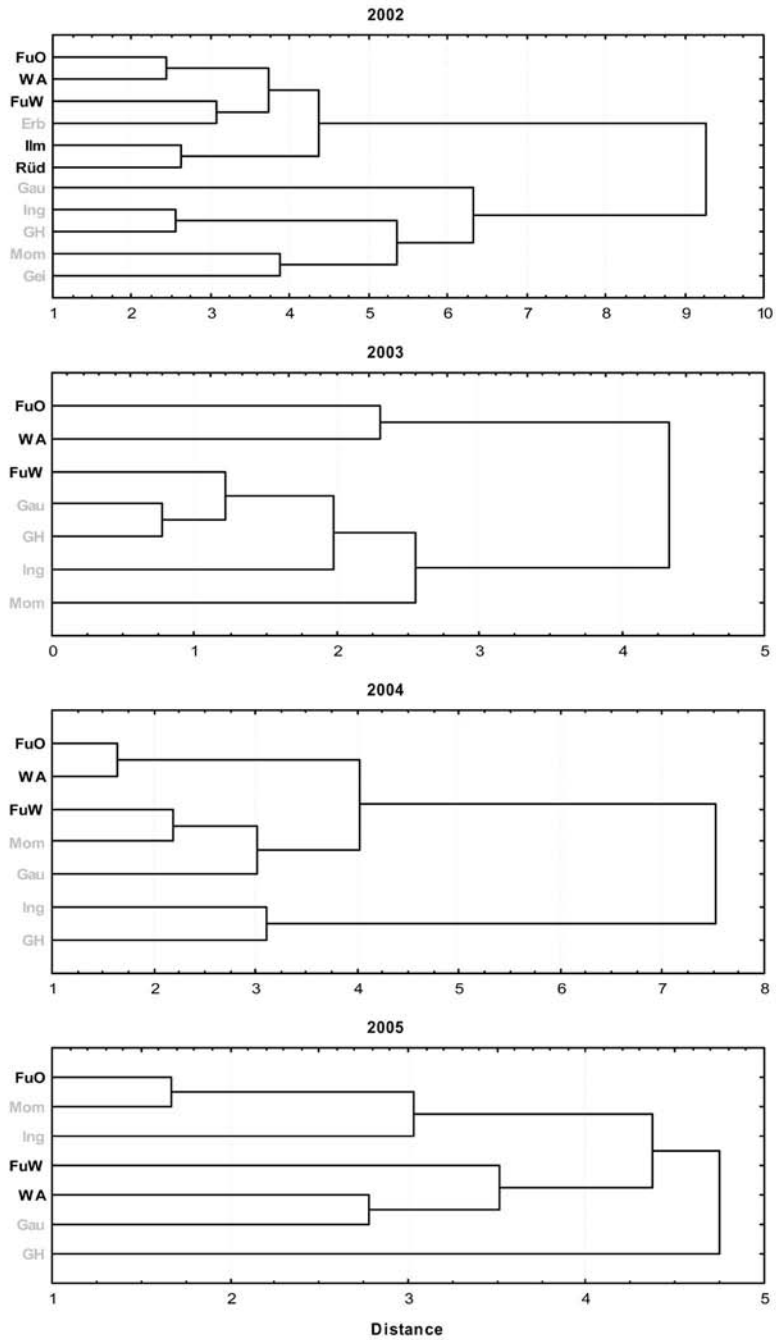 2002
FuO
WA
FuW
Erb
Ilm
Rüd
Gau
Ing
GH
Mom
Gei
1 2 3 4 5 6 7 8 9 10
2003
FuO
WA
FuW
Gau
GH
Ing
Mom
0 1 2 3 4 5
2004
FuO
WA
FuW
Mom
Gau
Ing
GH
1 2 3 4 5 6 7 8
2005
FuO
Mom
Ing
FuW
WA
Gau
GH
1 2 3 4 5
Distance